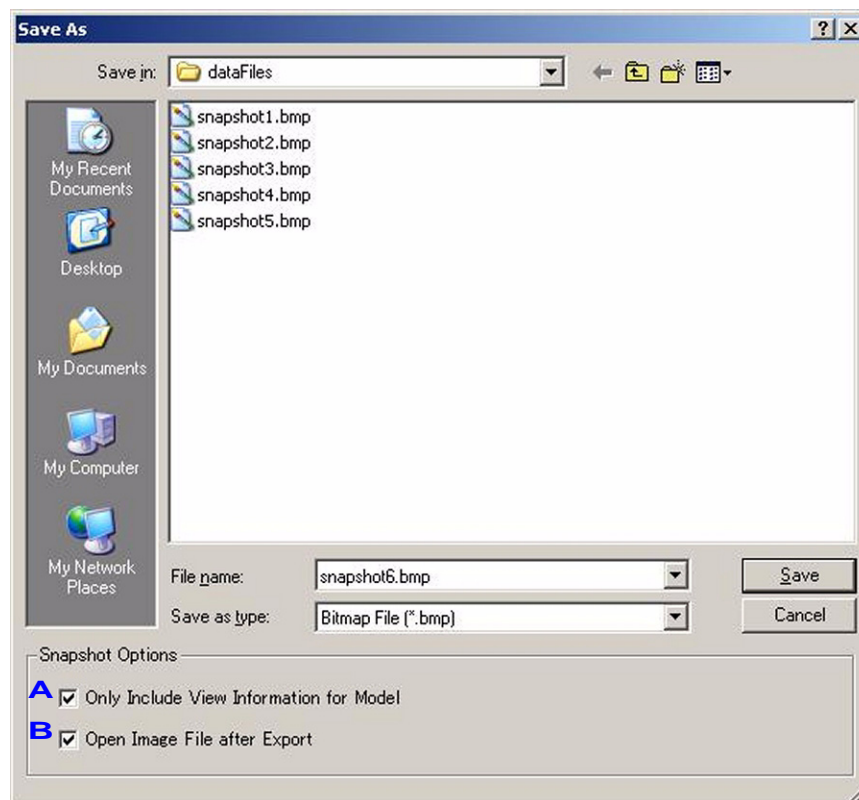 Save As
Save in: dataFiles
My Recent
Documents
Desktop
My Documents
My Computer
My Network
Places
snapshot1.bmp
snapshot2.bmp
snapshot3.bmp
snapshot4.bmp
snapshot5.bmp
File name: snapshot6.bmp Save
Save as type: Bitmap File (*.bmp) Cancel
Snapshot Options
A Only Include View Information for Model
B Open Image File after Export